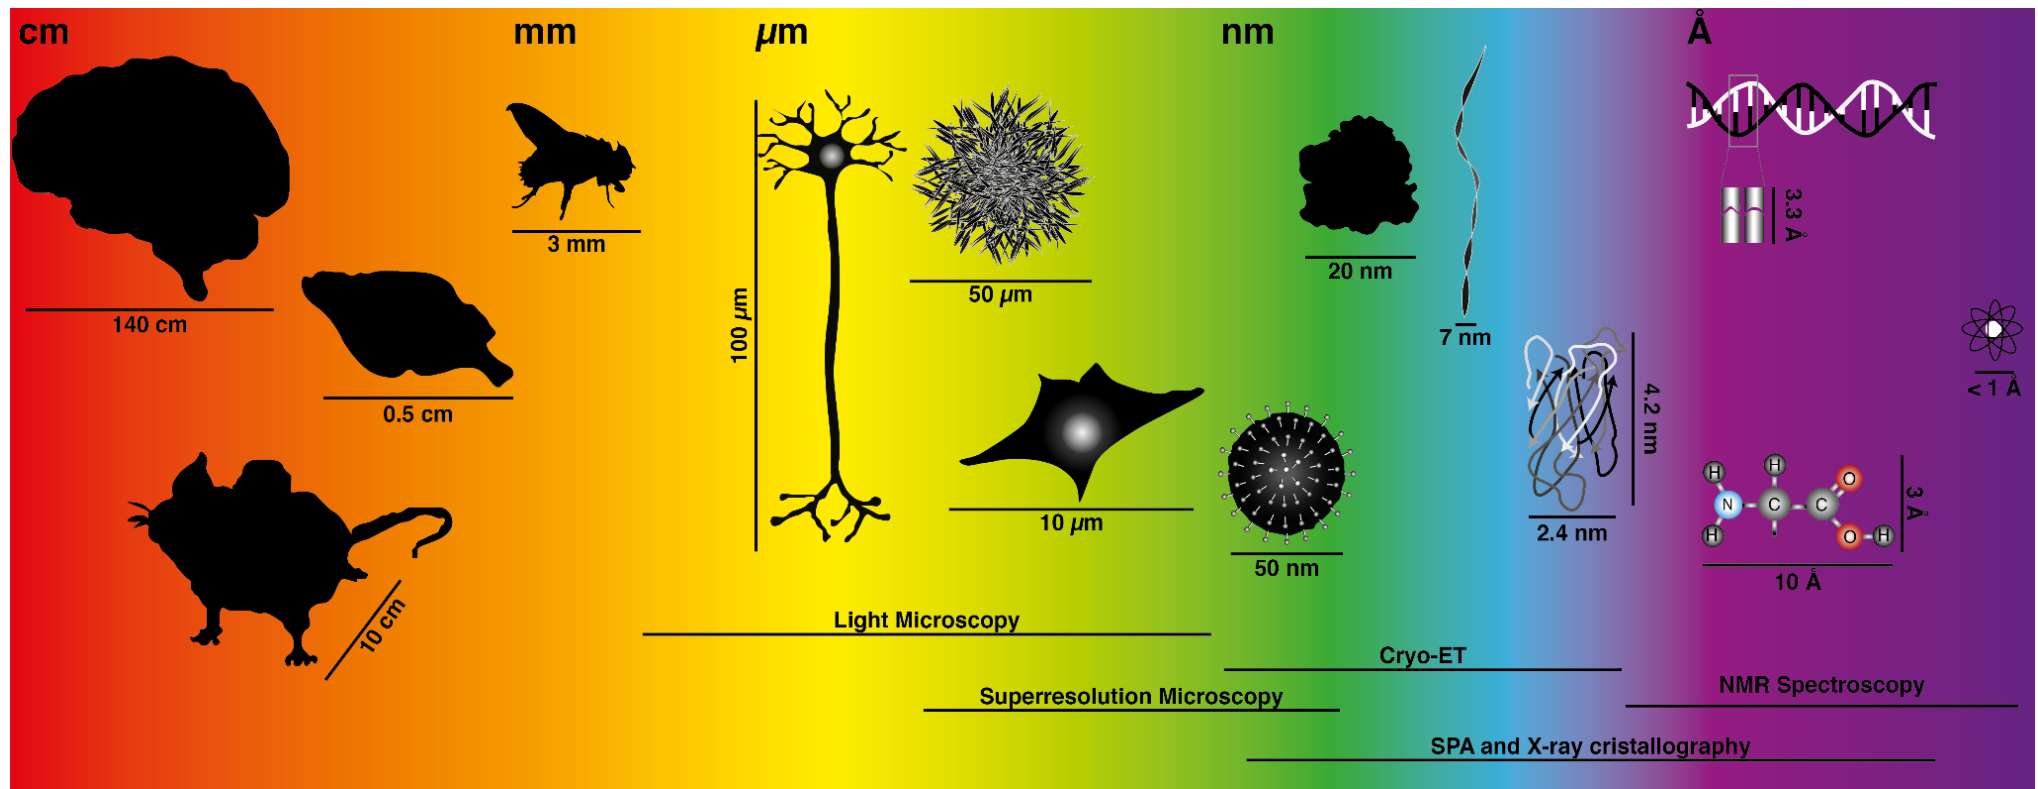 cm
mm
µm
nm
Å
140 cm
0.5 cm
10 cm
3 mm
100 µm
50 µm
10 µm
20 nm
7 nm
50 nm
4.2 nm
2.4 nm
3.3 Å
< 1 Å
H
H
O
N
C
C
H
O
H
3 Å
10 Å
Light Microscopy
Cryo-ET
Superresolution Microscopy
NMR Spectroscopy
SPA and X-ray cristallography